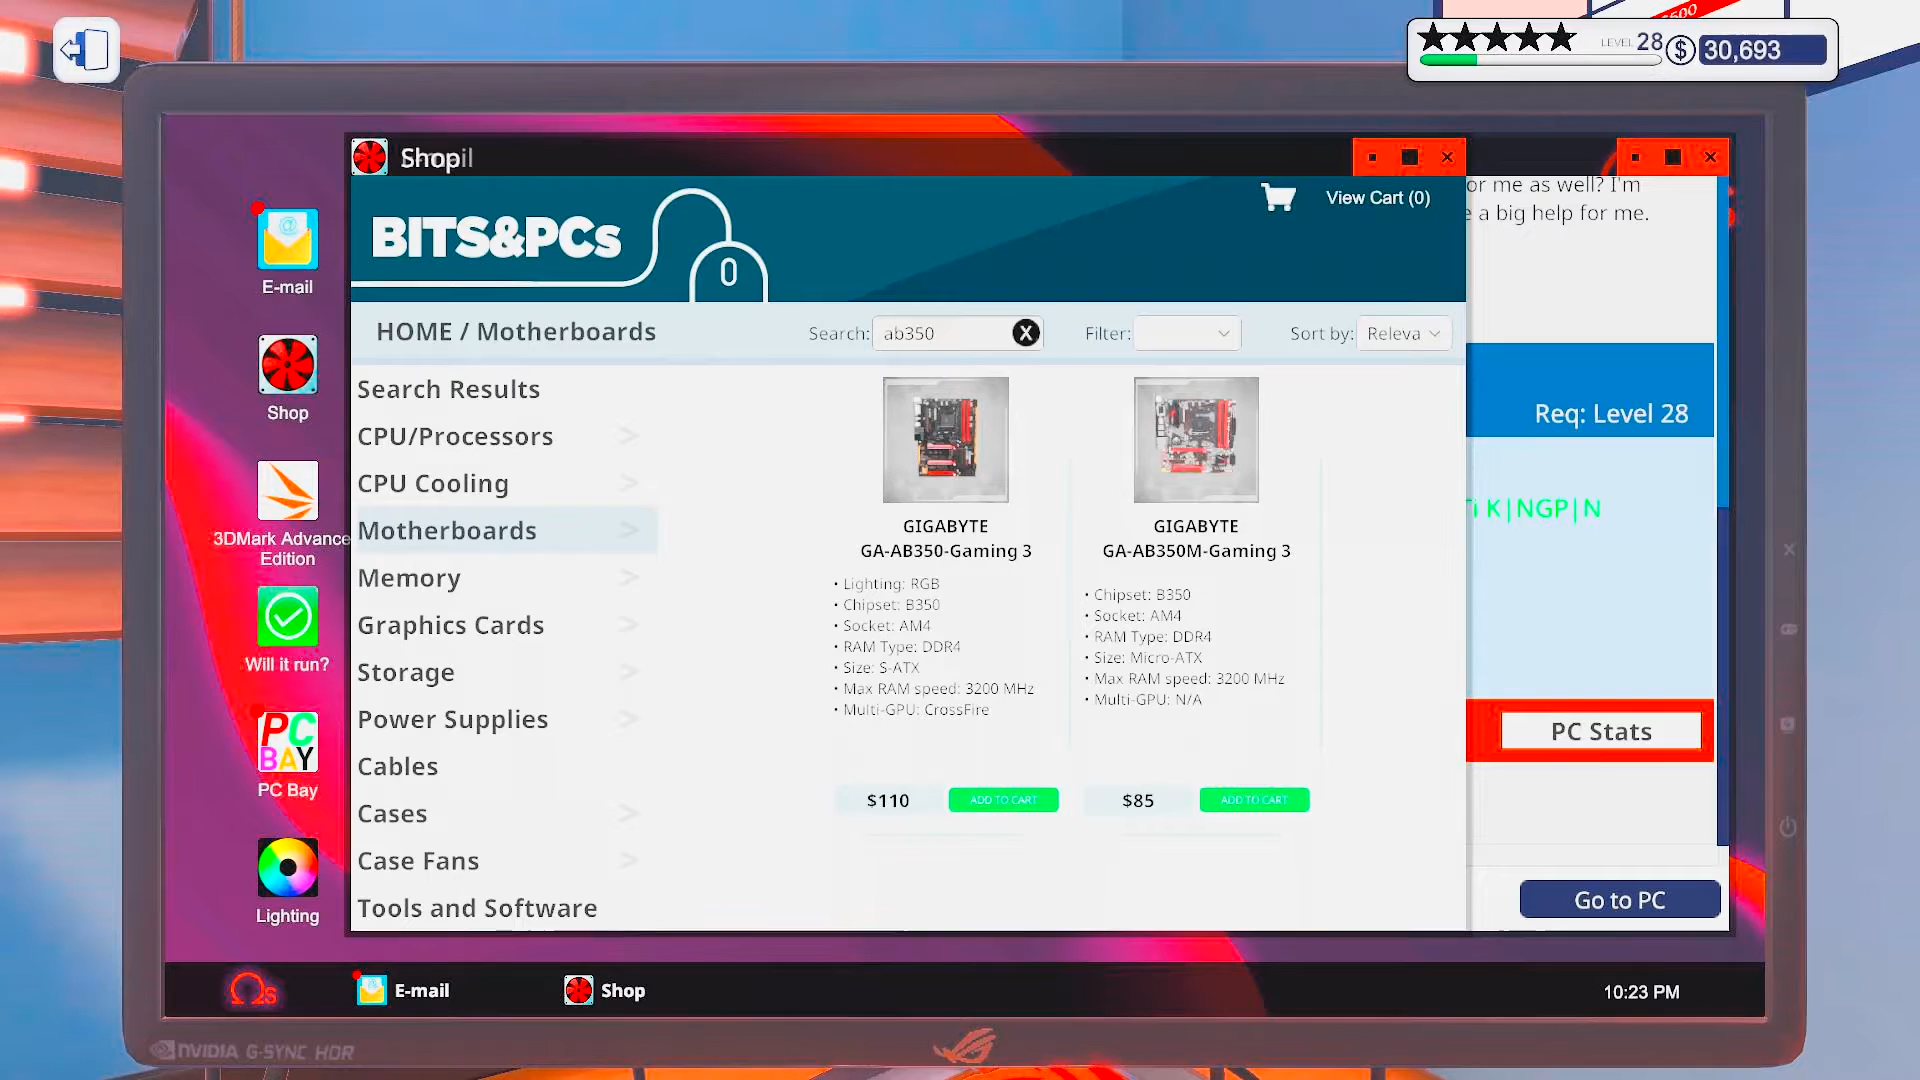 LEVEL 28
$ 30,693
Shop
View Cart (0)
BITS&PCs
or me as well? I'm
a big help for me.
HOME / Motherboards
Search: ab350
Filter:
Sort by: Releva
Search Results
CPU/Processors
CPU Cooling
Motherboards
Memory
Graphics Cards
Storage
Power Supplies
Cables
Cases
Case Fans
Tools and Software
GIGABYTE
GA-AB350-Gaming 3
• Lighting: RGB
• Chipset: B350
• Socket: AM4
• RAM Type: DDR4
• Size: S-ATX
• Max RAM speed: 3200 MHz
• Multi-GPU: CrossFire
$110
ADD TO CART
GIGABYTE
GA-AB350M-Gaming 3
• Chipset: B350
• Socket: AM4
• RAM Type: DDR4
• Size: Micro-ATX
• Max RAM speed: 3200 MHz
• Multi-GPU: N/A
$85
ADD TO CART
Req: Level 28
Ti K|NGP|N
PC Stats
Go to PC
E-mail
Shop
3DMark Advance
Edition
Will it run?
PC
BAY
PC Bay
Lighting
Ωs
E-mail
Shop
10:23 PM
NVIDIA G-SYNC HDR